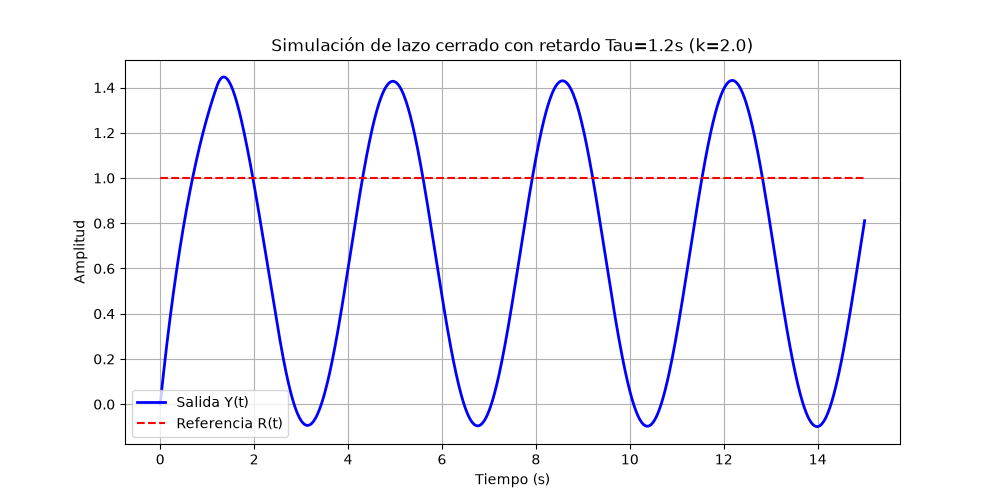 Simulación de lazo cerrado con retardo Tau=1.2s (k=2.0)
Amplitud
1.4
1.2
1.0
0.8
0.6
0.4
0.2
0.0
Salida Y(t)
Referencia R(t)
0 2 4 6 8 10 12 14
Tiempo (s)